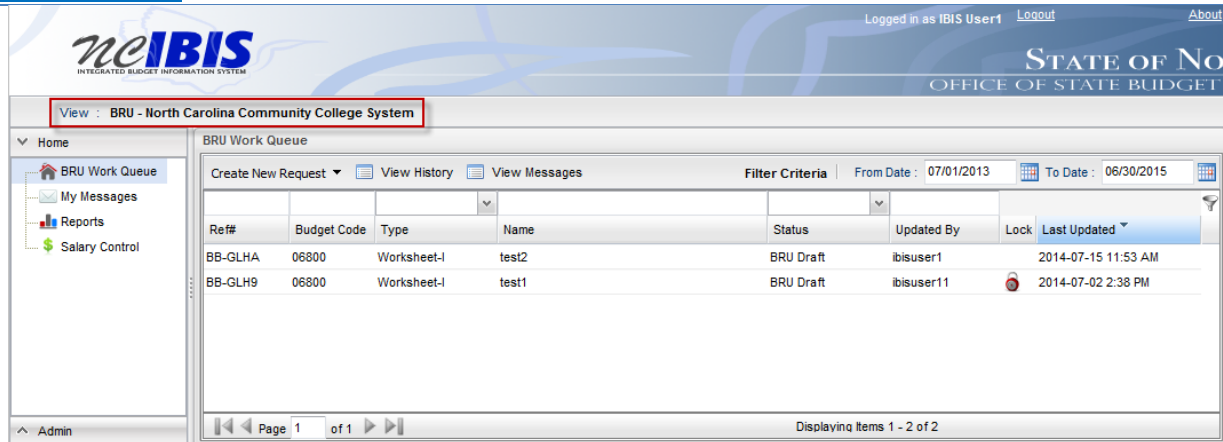 Logged in as IBIS User1 Logout About
ncIBIS
INTEGRATED BUDGET INFORMATION SYSTEM
STATE OF NO
OFFICE OF STATE BUDGET
View : BRU - North Carolina Community College System
Home
BRU Work Queue
My Messages
Reports
Salary Control
Admin
BRU Work Queue
Create New Request View History View Messages Filter Criteria From Date : 07/01/2013 To Date : 06/30/2015
Ref# Budget Code Type Name Status Updated By Lock Last Updated
BB-GLHA 06800 Worksheet-I test2 BRU Draft ibisuser1 2014-07-15 11:53 AM
BB-GLH9 06800 Worksheet-I test1 BRU Draft ibisuser11 2014-07-02 2:38 PM
Page 1 of 1 Displaying Items 1 - 2 of 2